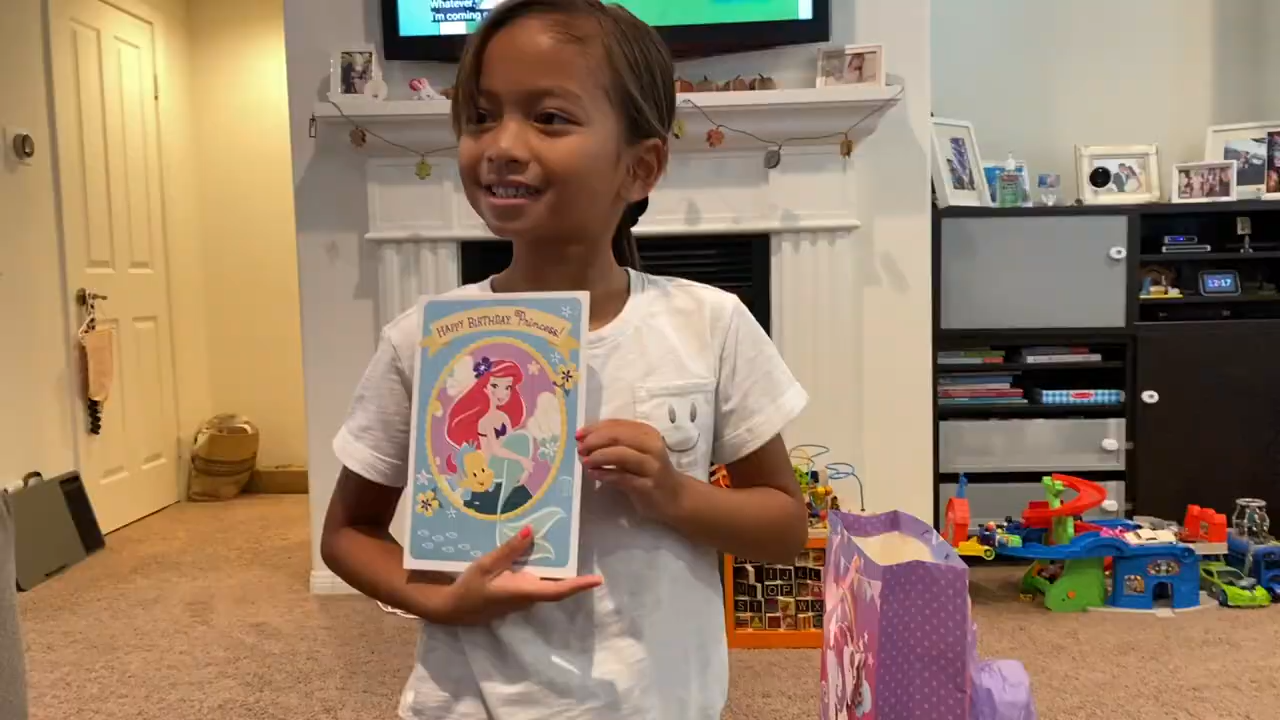 Whatever.
I'm coming
HAPPY BIRTHDAY, Princess!
12:17
I J L
N O P
S T W X